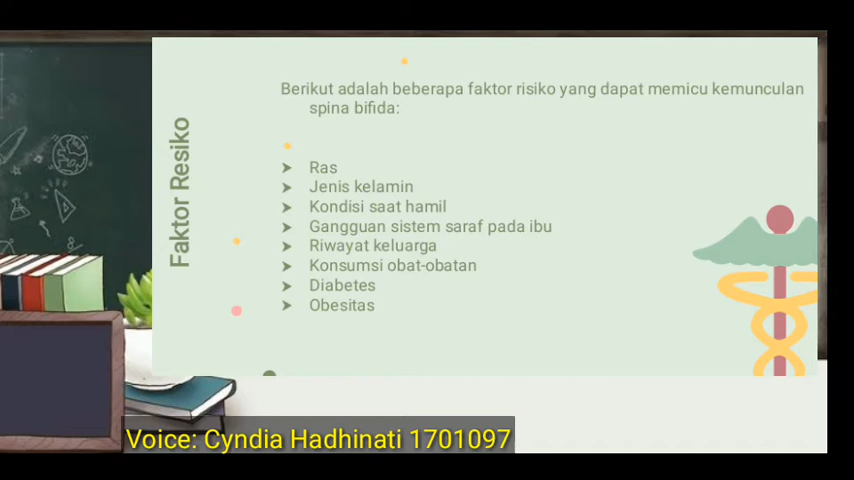 Faktor Resiko
Berikut adalah beberapa faktor risiko yang dapat memicu kemunculan
spina bifida:
➤ Ras
➤ Jenis kelamin
➤ Kondisi saat hamil
➤ Gangguan sistem saraf pada ibu
➤ Riwayat keluarga
➤ Konsumsi obat-obatan
➤ Diabetes
➤ Obesitas
Voice: Cyndia Hadhinati 1701097